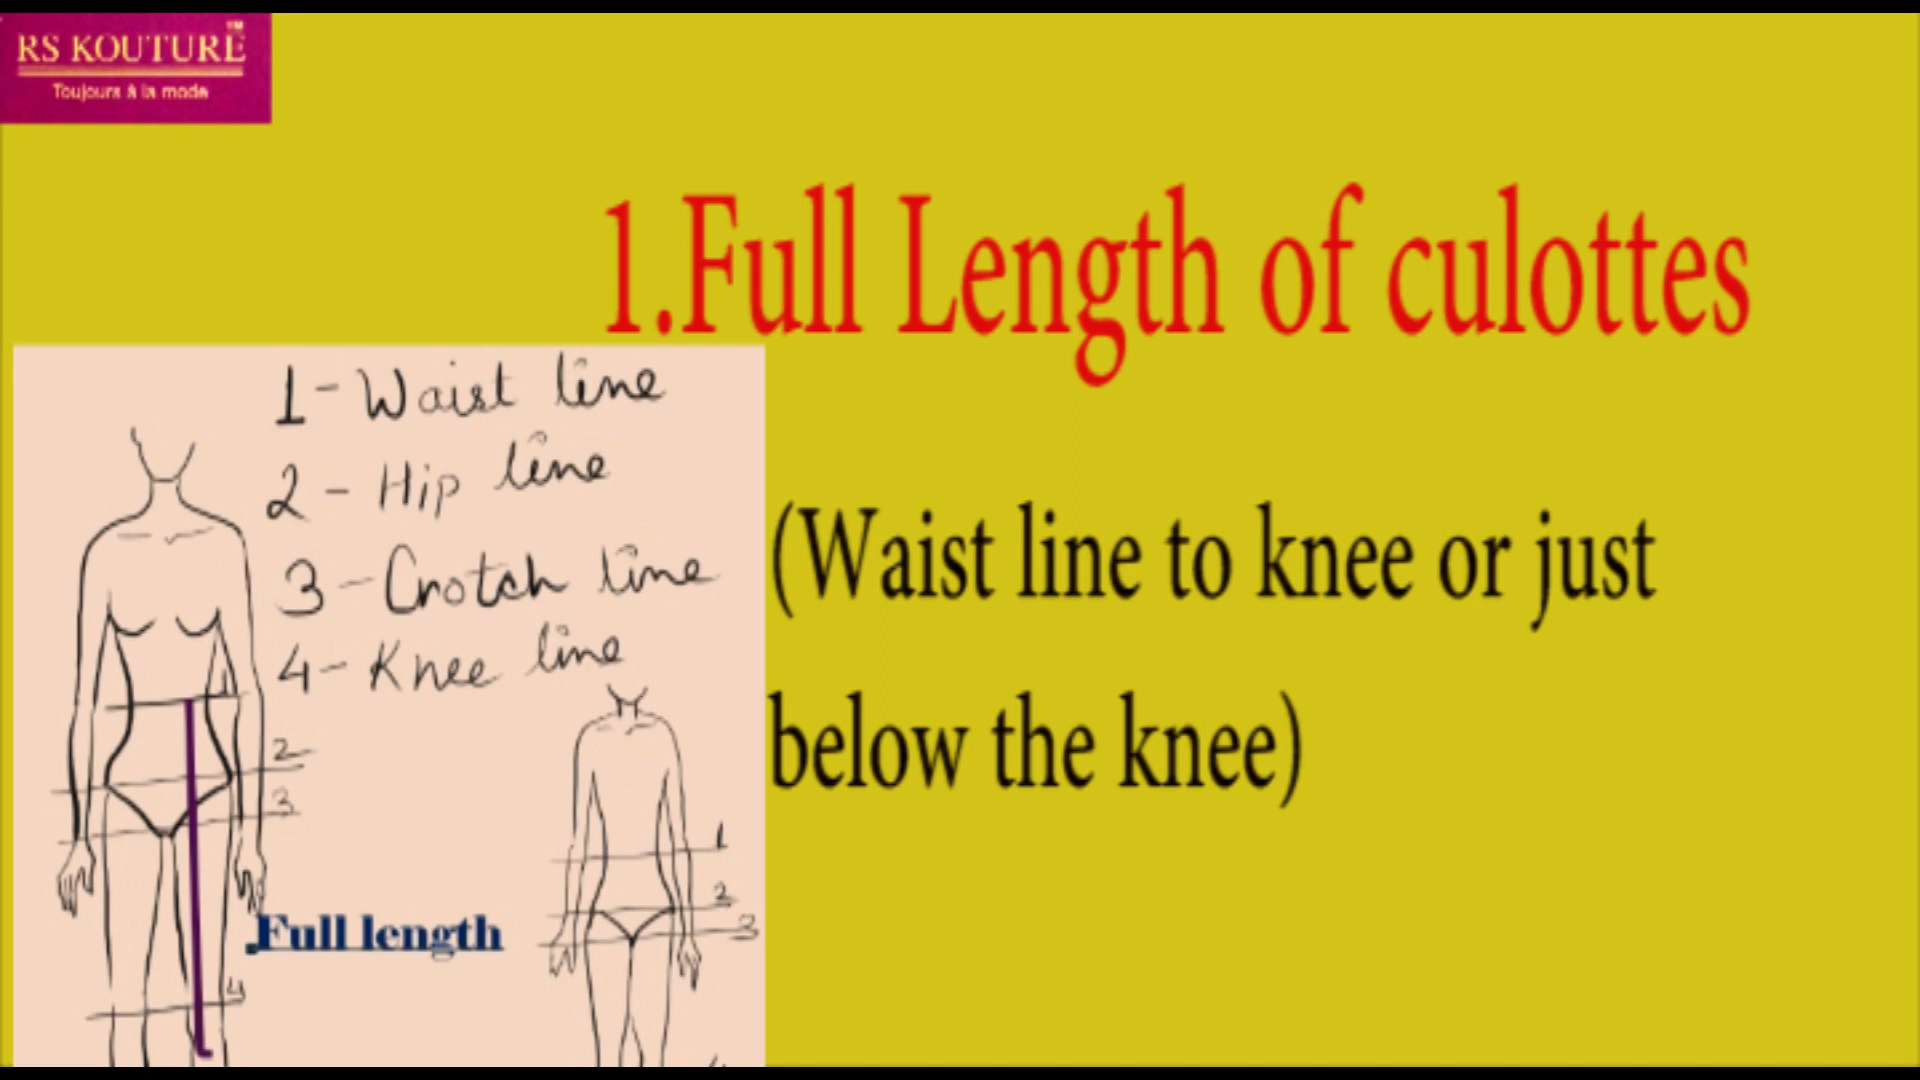 RS KOUTURE™
Toujours à la mode
1.Full Length of culottes
1 - Waist line
2 - Hip line
3 - Crotch line
4 - Knee line
(Waist line to knee or just
below the knee)
1
2
3
Full length
4
1
2
3